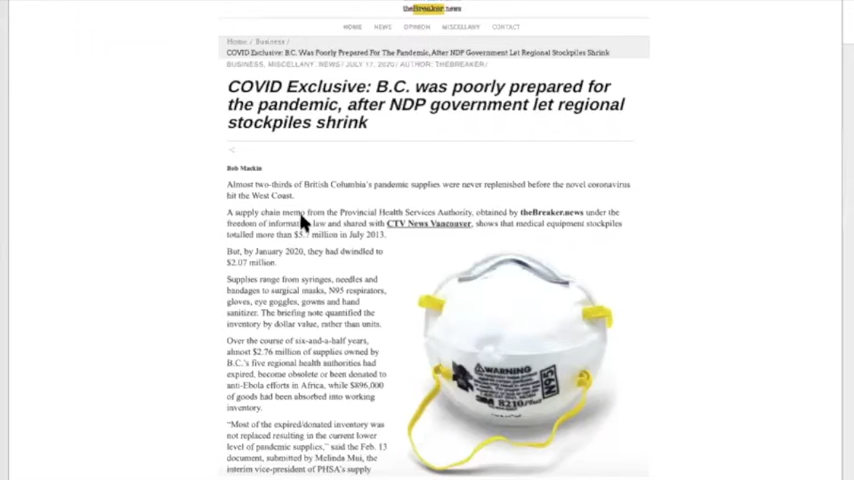 theBreaker.news
HOME NEWS OPINION MISCELLANY CONTACT
Home / Business /
COVID Exclusive: B.C. Was Poorly Prepared For The Pandemic, After NDP Government Let Regional Stockpiles Shrink
BUSINESS, MISCELLANY, NEWS / JULY 17, 2020 / AUTHOR: THEBREAKER /
COVID Exclusive: B.C. was poorly prepared for
the pandemic, after NDP government let regional
stockpiles shrink
Bob Mackin
Almost two-thirds of British Columbia's pandemic supplies were never replenished before the novel coronavirus
hit the West Coast.
A supply chain memo from the Provincial Health Services Authority, obtained by theBreaker.news under the
freedom of information law and shared with CTV News Vancouver, shows that medical equipment stockpiles
totalled more than $5.7 million in July 2013.
But, by January 2020, they had dwindled to
$2.07 million.
Supplies range from syringes, needles and
bandages to surgical masks, N95 respirators,
gloves, eye goggles, gowns and hand
sanitizer. The briefing note quantified the
inventory by dollar value, rather than units.
Over the course of six-and-a-half years,
almost $2.76 million of supplies owned by
B.C.'s five regional health authorities had
expired, become obsolete or been donated to
anti-Ebola efforts in Africa, while $896,000
of goods had been absorbed into working
inventory.
"Most of the expired/donated inventory was
not replaced resulting in the current lower
level of pandemic supplies," said the Feb. 13
document, submitted by Melinda Mui, the
interim vice-president of PHSA's supply
WARNING
N95
3M 8210